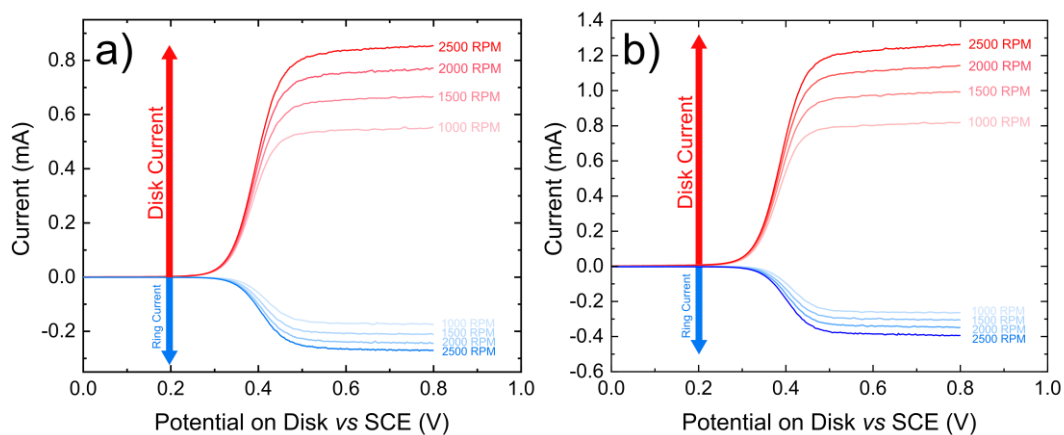 a)
2500 RPM
2000 RPM
1500 RPM
1000 RPM
Disk Current
Ring Current
1000 RPM
1500 RPM
2000 RPM
2500 RPM
0.8
0.6
0.4
0.2
0.0
-0.2
Current (mA)
0.0 0.2 0.4 0.6 0.8 1.0
Potential on Disk vs SCE (V)
b)
2500 RPM
2000 RPM
1500 RPM
1000 RPM
Disk Current
Ring Current
1000 RPM
1500 RPM
2000 RPM
2500 RPM
1.4
1.2
1.0
0.8
0.6
0.4
0.2
0.0
-0.2
-0.4
-0.6
Current (mA)
0.0 0.2 0.4 0.6 0.8 1.0
Potential on Disk vs SCE (V)